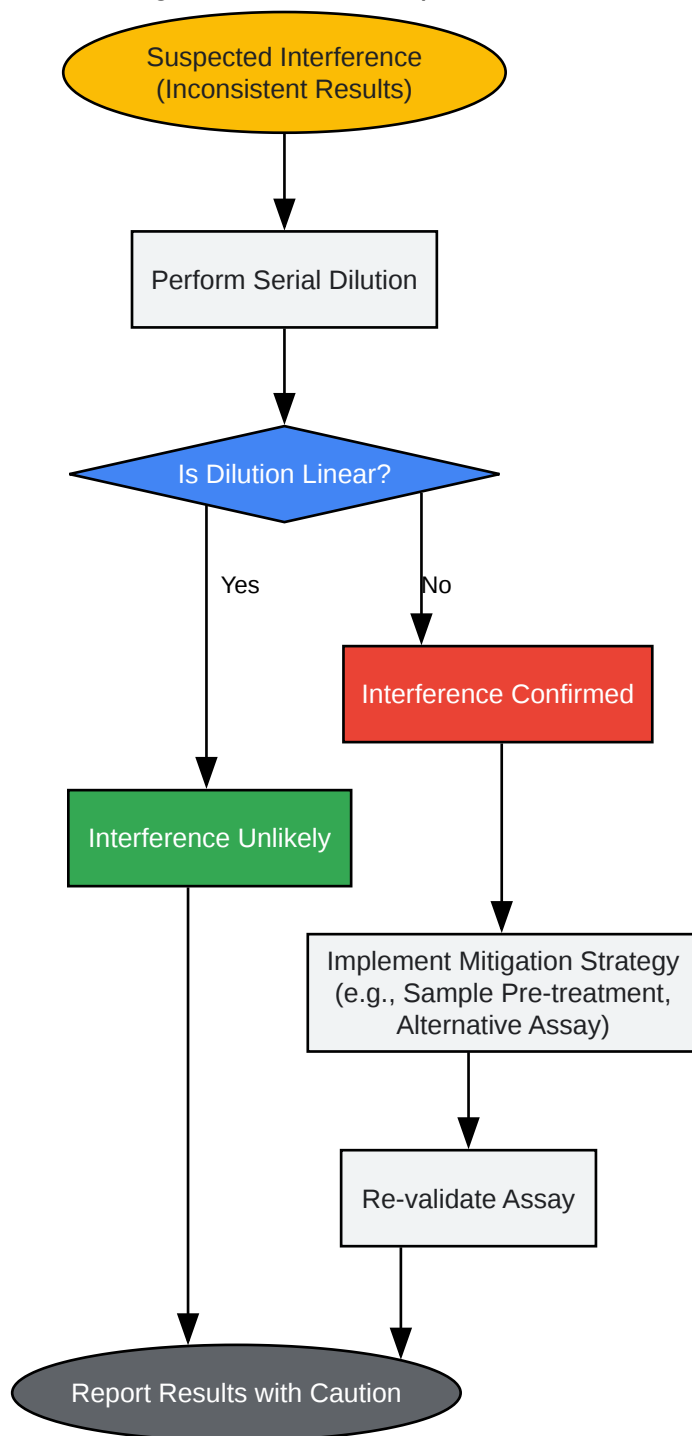 Suspected Interference
(Inconsistent Results)
Perform Serial Dilution
Is Dilution Linear?
Yes
No
Interference Confirmed
Interference Unlikely
Implement Mitigation Strategy
(e.g., Sample Pre-treatment,
Alternative Assay)
Re-validate Assay
Report Results with Caution